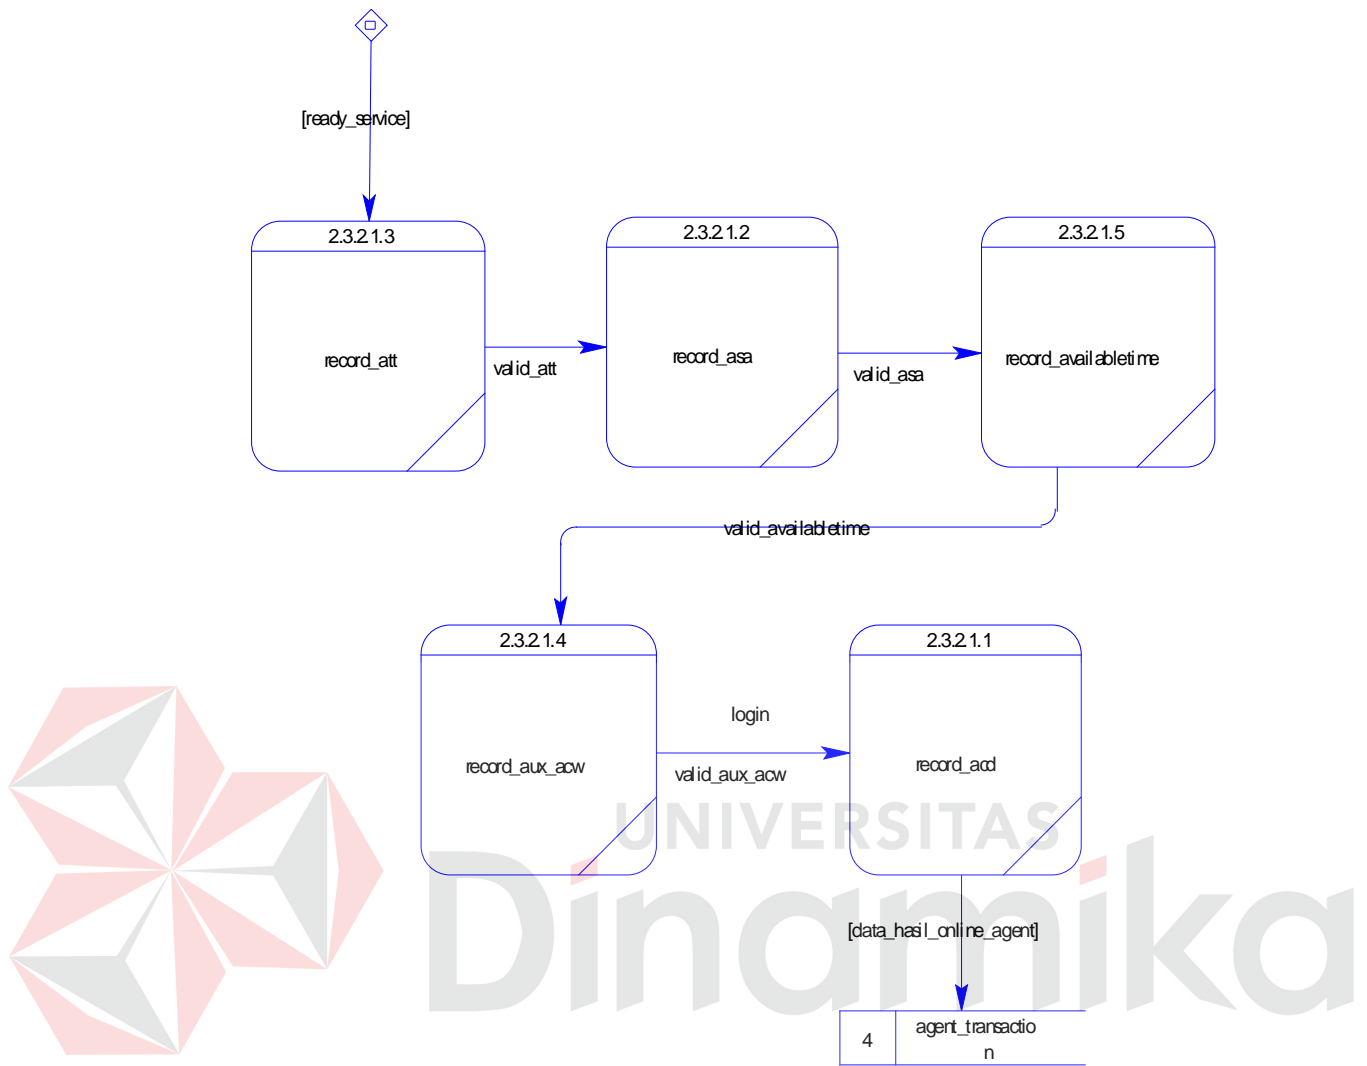 [ready_service]
2.3.2.1.3
2.3.2.1.2
2.3.2.1.5
record_att
record_asa
record_availabletime
valid_att
valid_asa
valid_availabletime
2.3.2.1.4
2.3.2.1.1
login
record_aux_acw
valid_aux_acw
record_acd
UNIVERSITAS
Dinamika
[data_hasil_online_agent]
4
agent_transactio
n